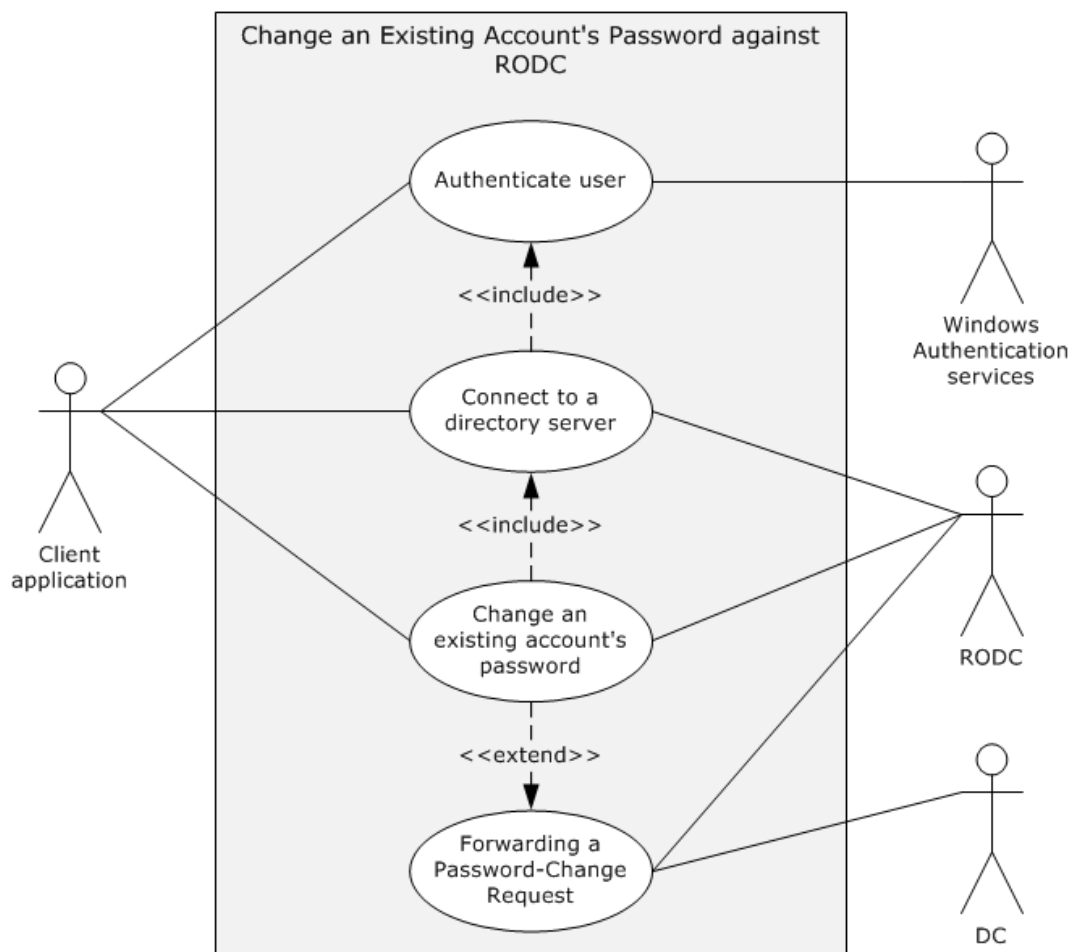 Change an Existing Account's Password against
RODC
Authenticate user
<<include>>
Windows
Authentication
services
Connect to a
directory server
<<include>>
Client
application
Change an
existing account's
password
RODC
<<extend>>
Forwarding a
Password-Change
Request
DC